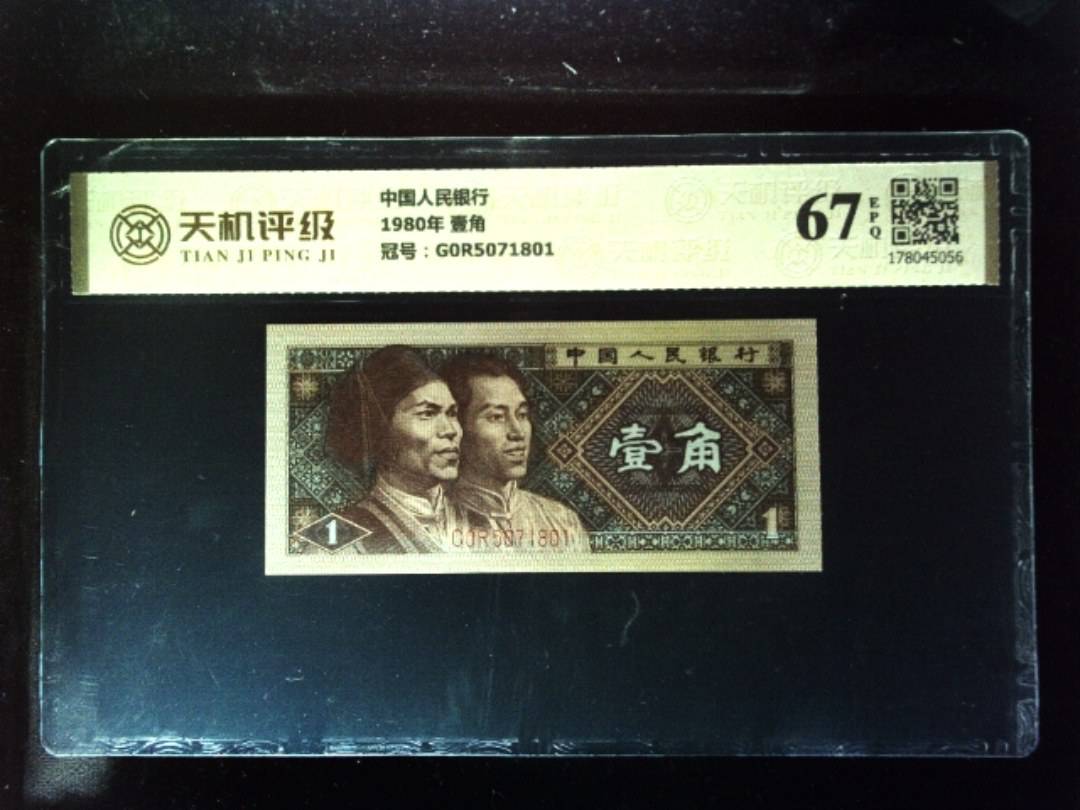 天机评级
TIAN JI PING JI
中国人民银行
1980年 壹角
冠号：G0R5071801
67
EPQ
178045056
中国人民银行
壹角
1
G0R5071801
1